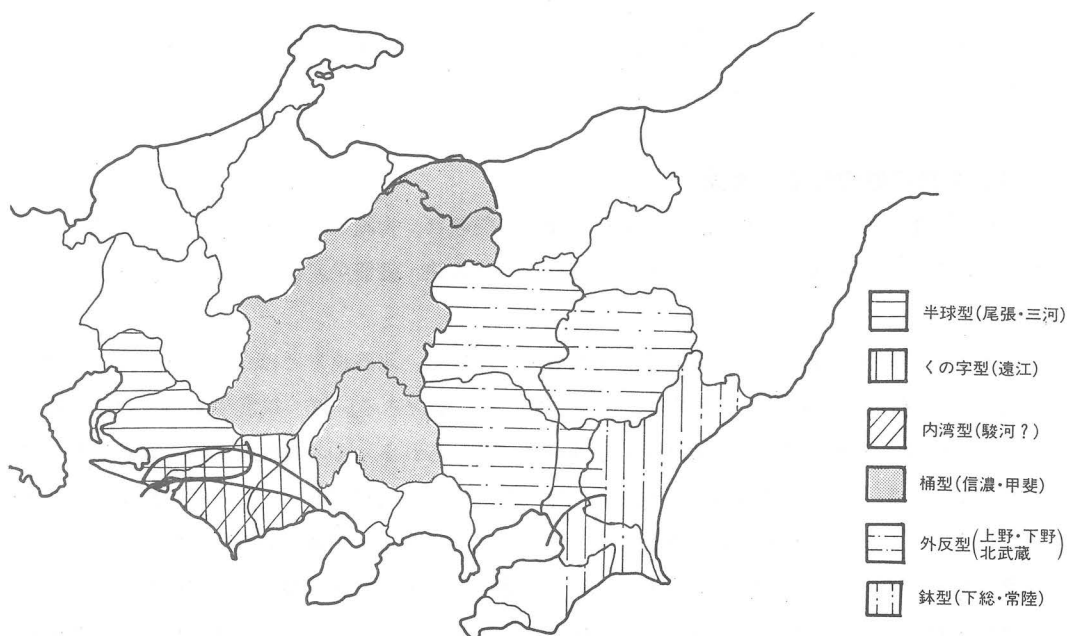 半球型(尾張・三河)
くの字型(遠江)
内湾型(駿河?)
桶型(信濃・甲斐)
外反型(上野・下野
北武蔵)
鉢型(下総・常陸)